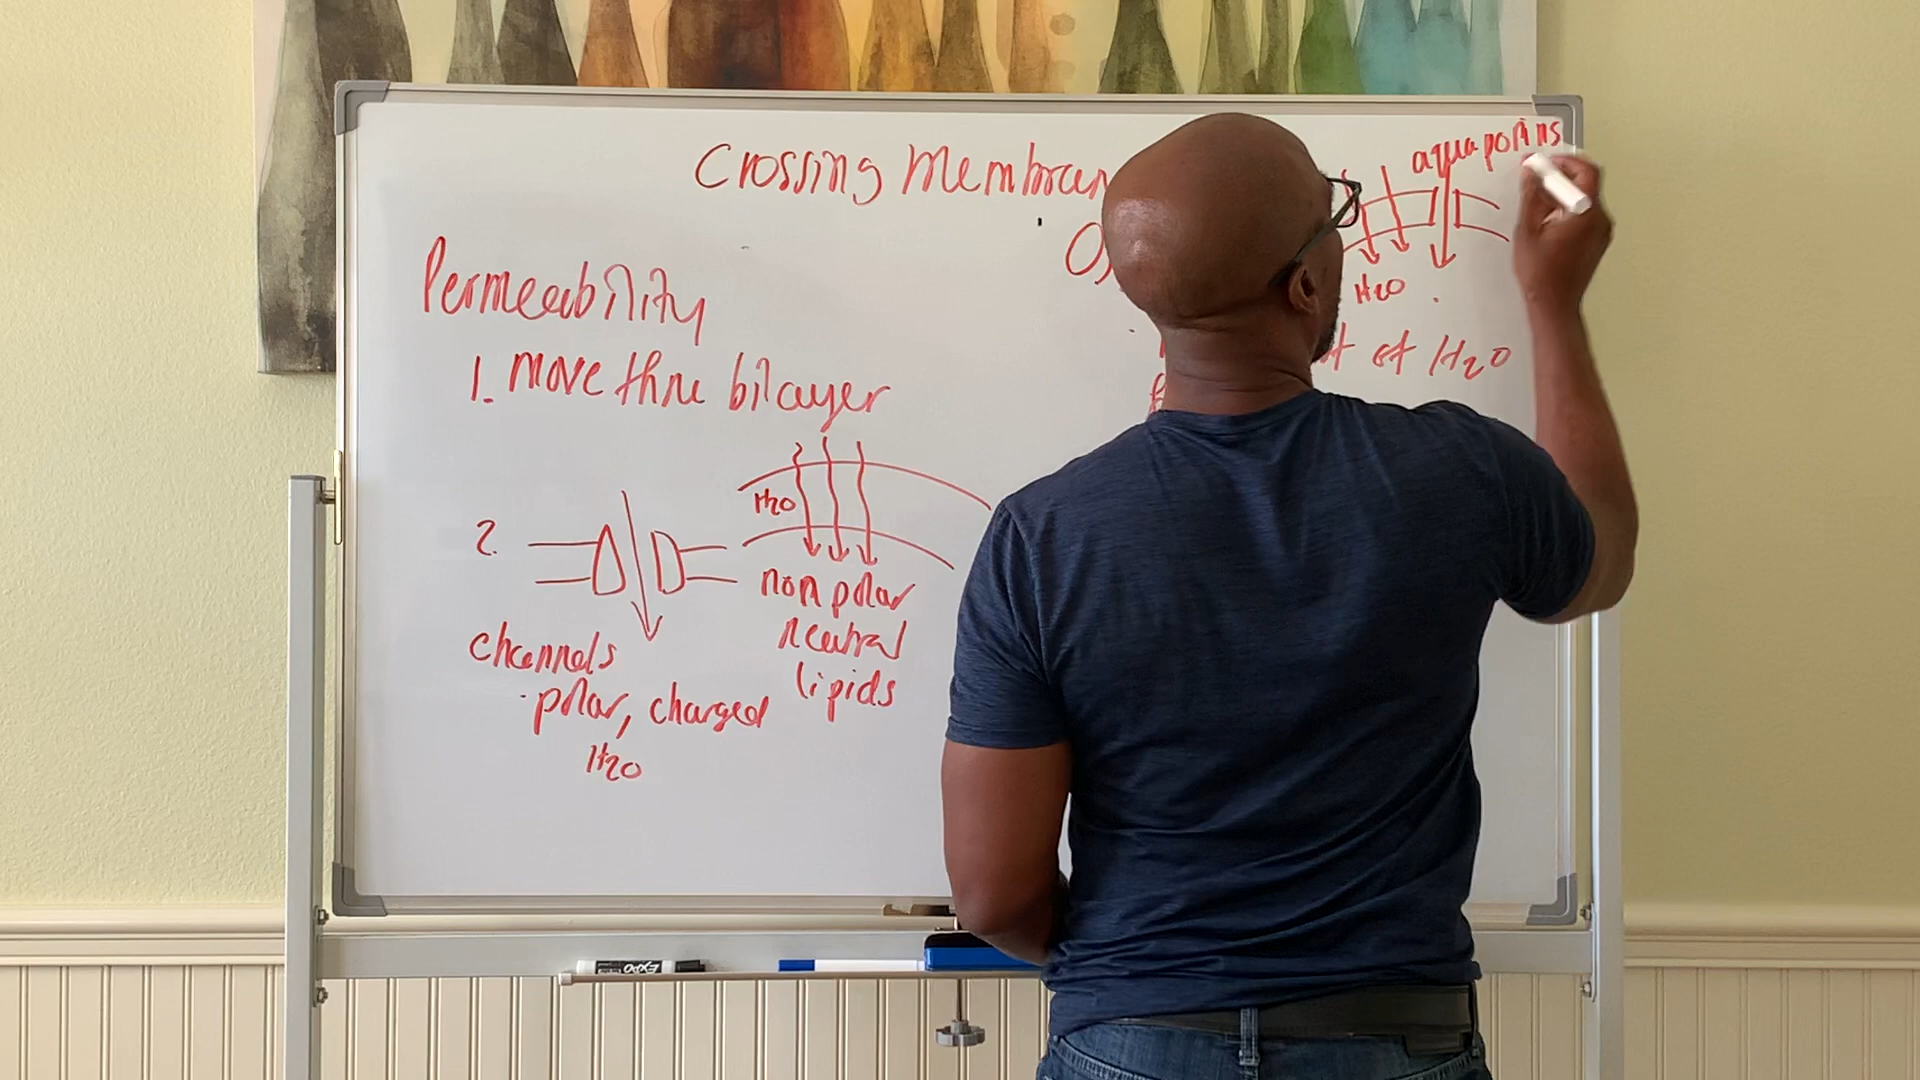 Crossing Membran
aquaporins
Permeability
1. move thru bilayer
H2O
t of H2O
H2O
2.
non polar
neutral
lipids
channels
· polar, charged
H2O
EXPO